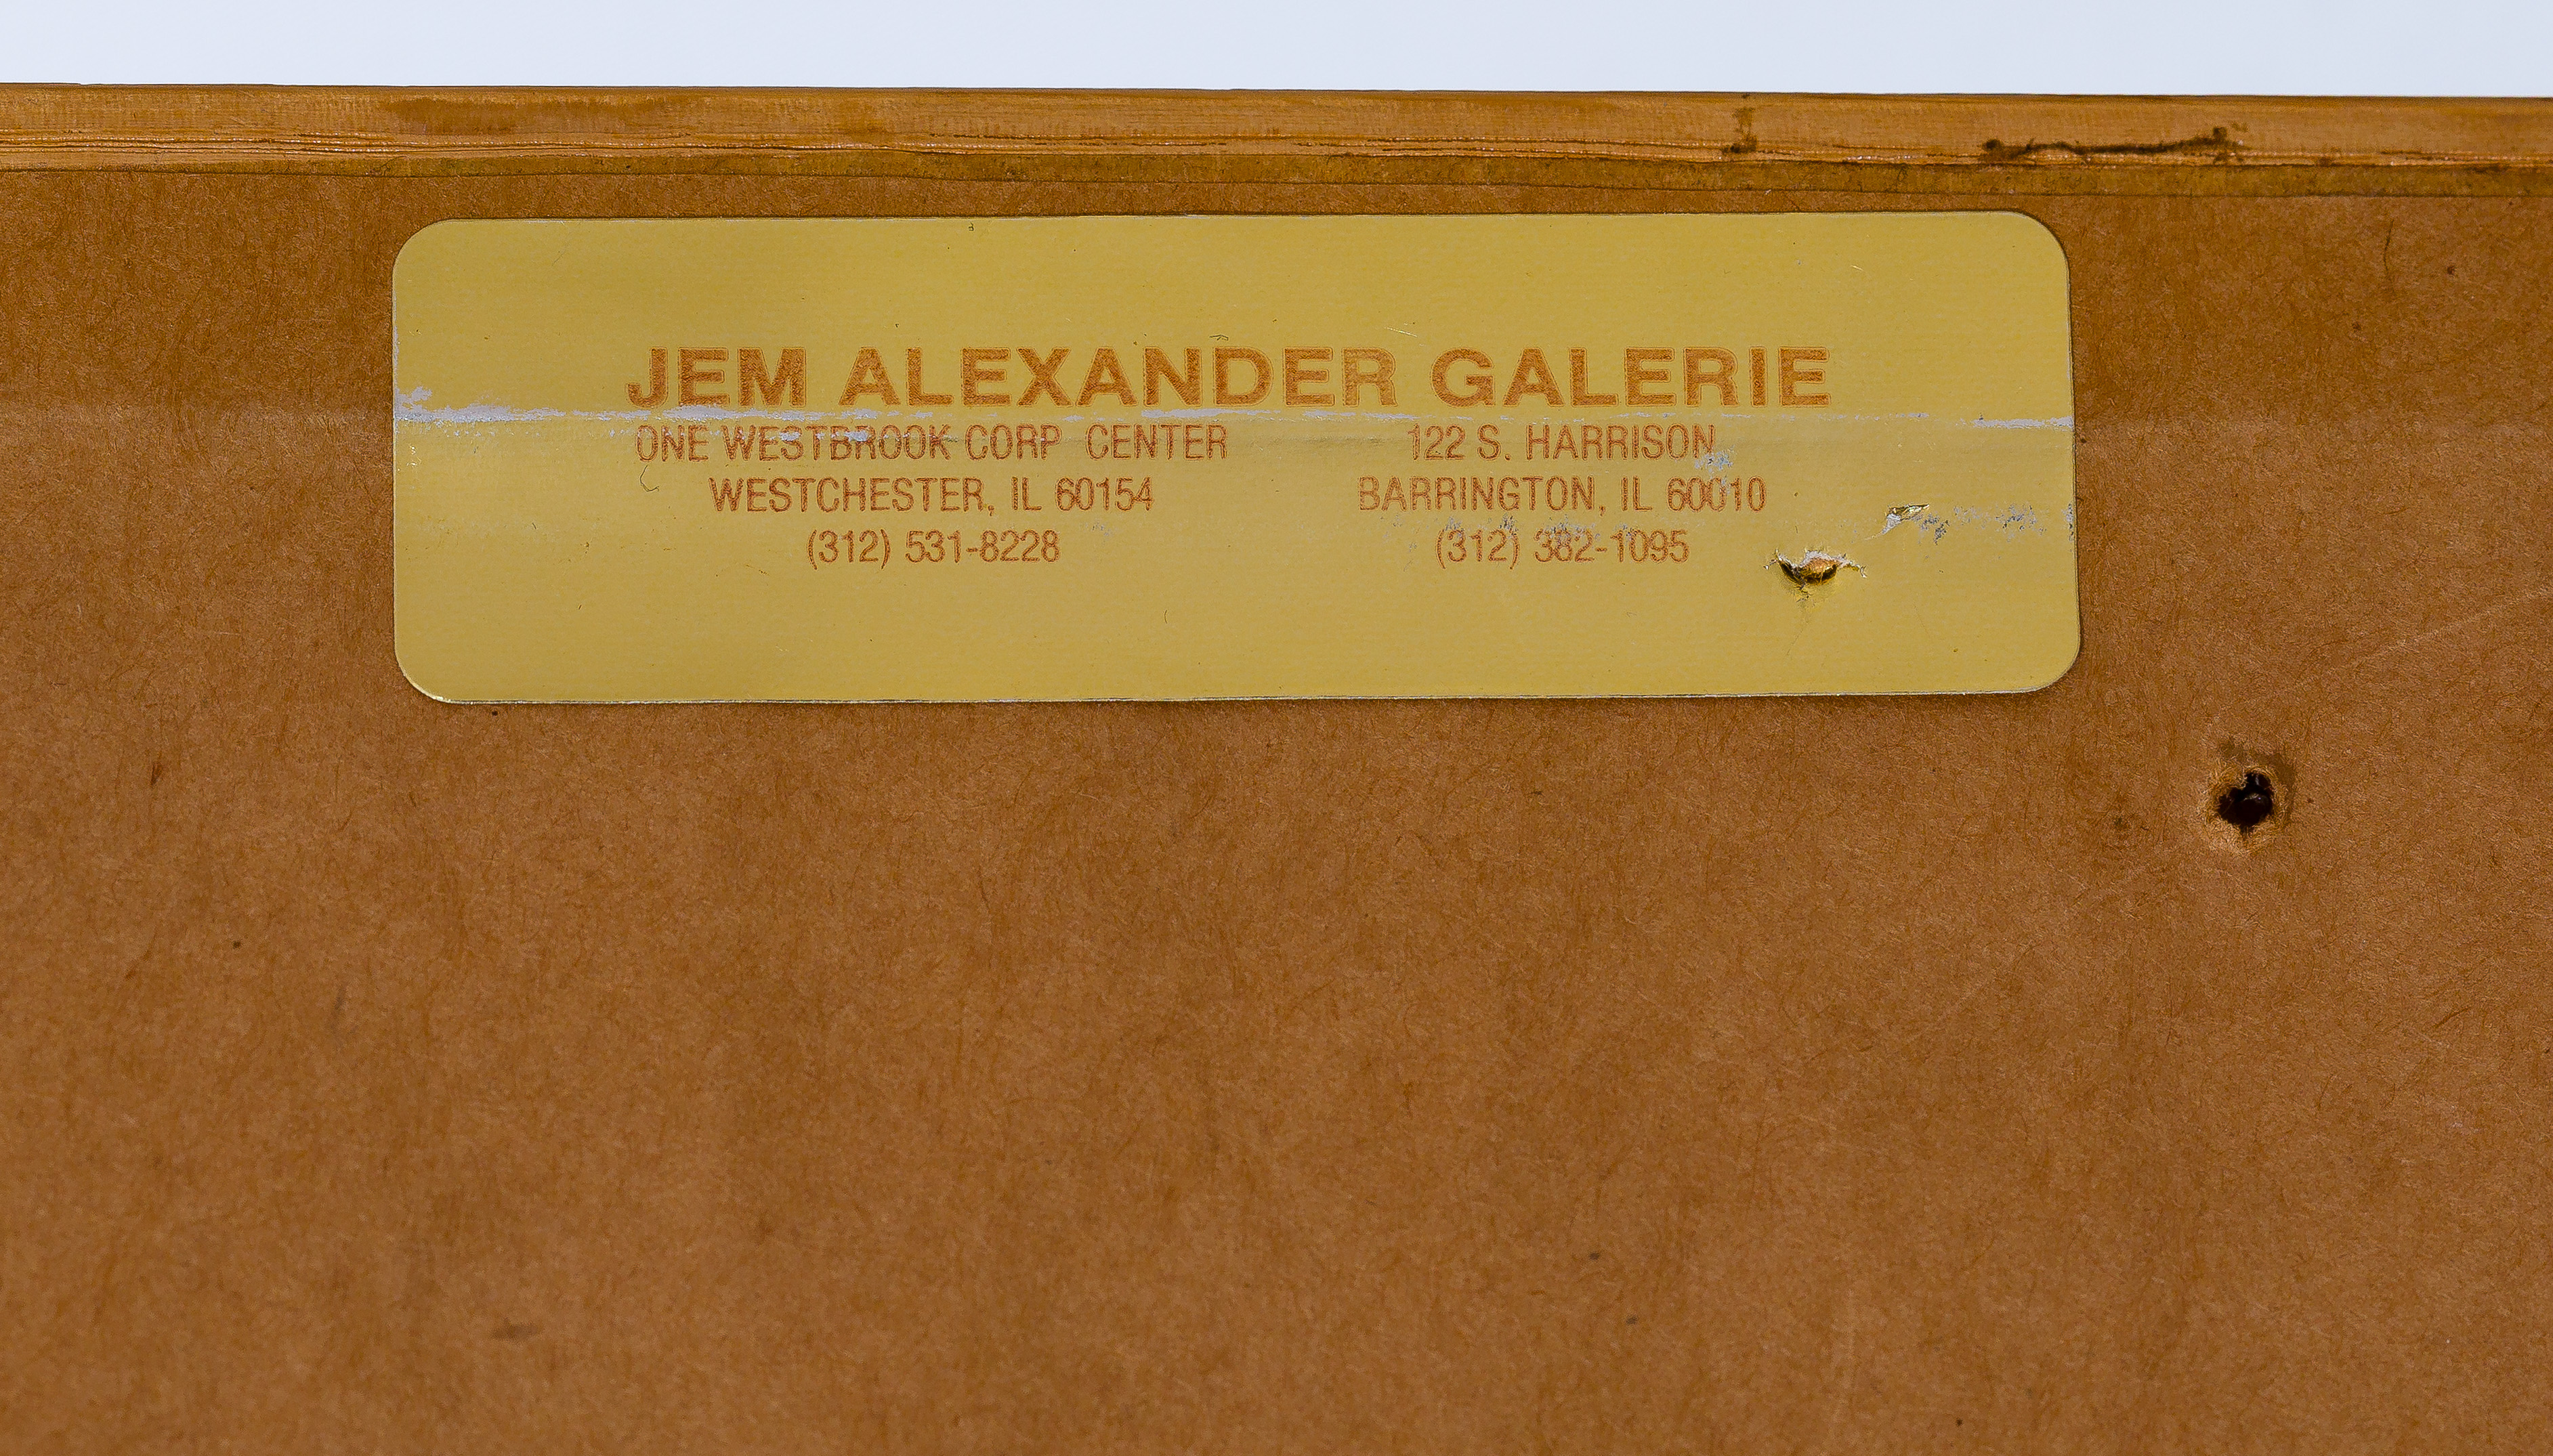 JEM ALEXANDER GALERIE
ONE WESTBROOK CORP CENTER
WESTCHESTER, IL 60154
(312) 531-8228
122 S. HARRISON
BARRINGTON, IL 60010
(312) 382-1095